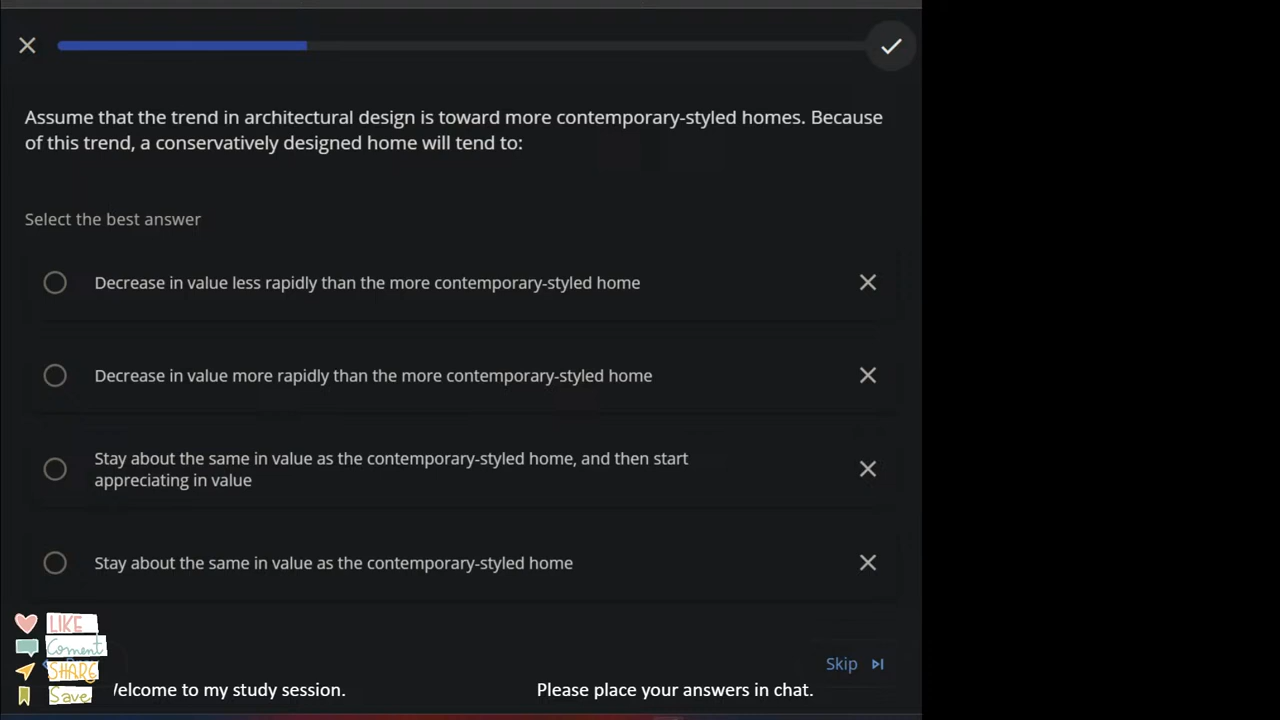 Assume that the trend in architectural design is toward more contemporary-styled homes. Because
of this trend, a conservatively designed home will tend to:
Select the best answer
Decrease in value less rapidly than the more contemporary-styled home
Decrease in value more rapidly than the more contemporary-styled home
Stay about the same in value as the contemporary-styled home, and then start
appreciating in value
Stay about the same in value as the contemporary-styled home
LIKE
Coment
SHARE
Save
Skip
Velcome to my study session.
Please place your answers in chat.